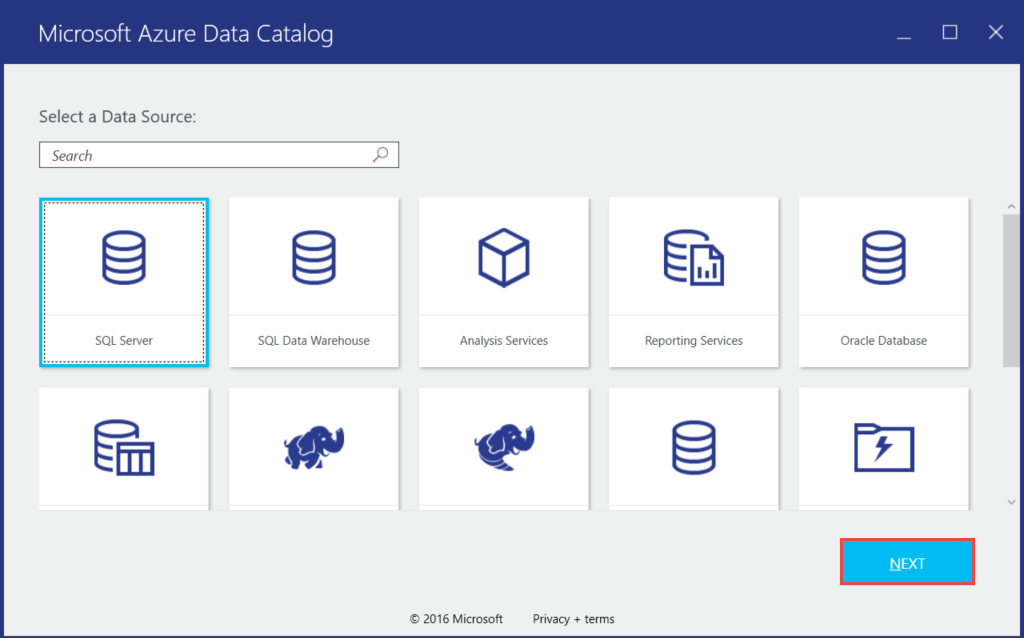 Microsoft Azure Data Catalog
Select a Data Source:
Search
SQL Server
SQL Data Warehouse
Analysis Services
Reporting Services
Oracle Database
NEXT
© 2016 Microsoft
Privacy + terms